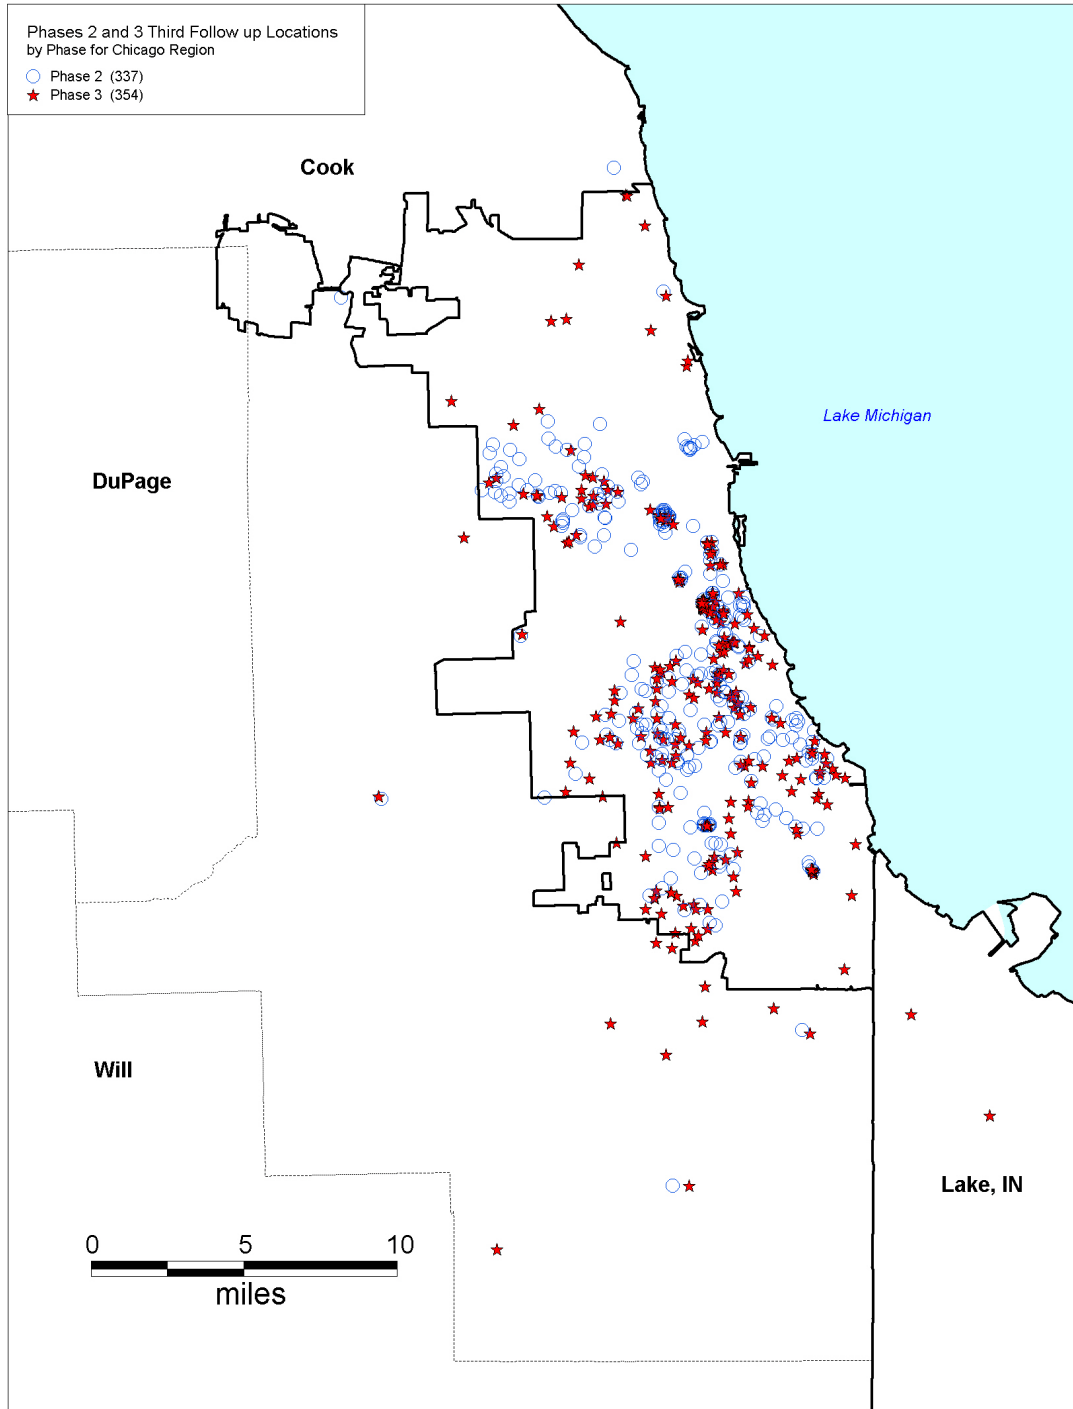 Phases 2 and 3 Third Follow up Locations
by Phase for Chicago Region
Phase 2 (337)
Phase 3 (354)
Cook
Lake Michigan
DuPage
Will
Lake, IN
0 5 10
miles